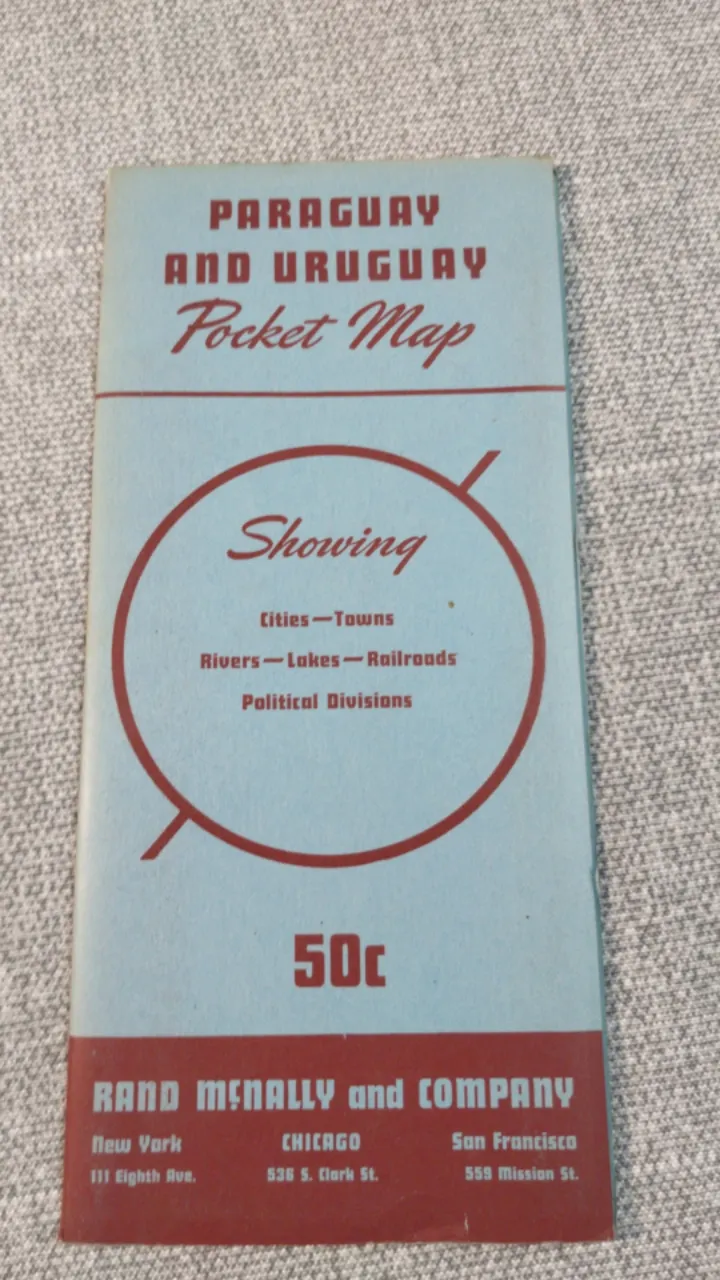 PARAGUAY
AND URUGUAY
Pocket Map
Showing
Cities—Towns
Rivers—Lakes—Railroads
Political Divisions
50c
RAND McNALLY and COMPANY
New York CHICAGO San Francisco
111 Eighth Ave. 536 S. Clark St. 559 Mission St.